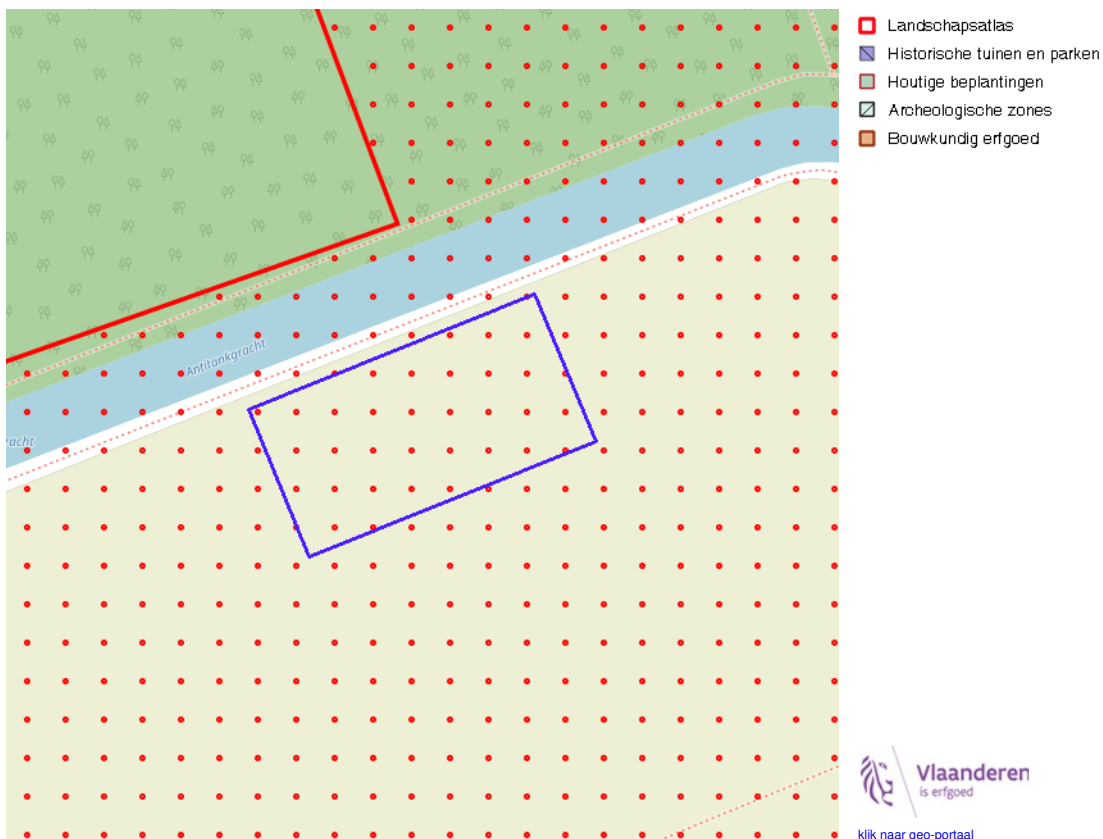 Landschapsatlas
Historische tuinen en parken
Houtige beplantingen
Archeologische zones
Bouwkundig erfgoed
Antitankgracht
racht
Vlaanderen
is erfgoed
klik naar geo-portaal